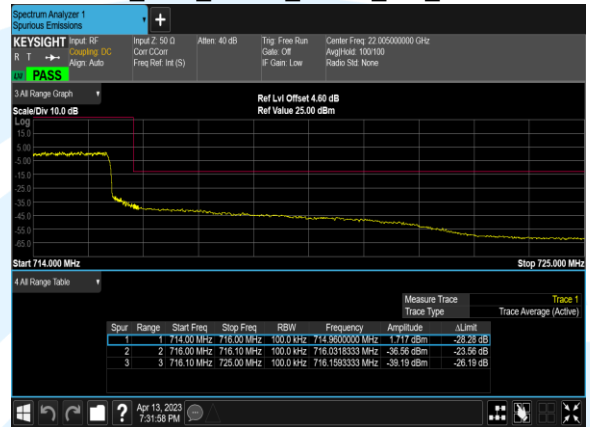 Spectrum Analyzer 1
Spurious Emissions
KEYSIGHT Input: RF Input Z: 50 Ω Atten: 40 dB Trig: Free Run Center Freq: 22.005000000 GHz
R T Coupling: DC Corr CCorr Gate: Off Avg|Hold: 100/100
Align: Auto Freq Ref: Int (S) IF Gain: Low Radio Std: None
PASS
3 All Range Graph
Ref Lvl Offset 4.60 dB
Scale/Div 10.0 dB Ref Value 25.00 dBm
Log
15.0
5.00
-5.00
-15.0
-25.0
-35.0
-45.0
-55.0
-65.0
Start 714.000 MHz Stop 725.000 MHz
4 All Range Table
Measure Trace Trace 1
Trace Type Trace Average (Active)
Spur Range Start Freq Stop Freq RBW Frequency Amplitude ΔLimit
1 1 714.00 MHz 716.00 MHz 100.0 kHz 714.9600000 MHz 1.717 dBm -28.28 dB
2 2 716.00 MHz 716.10 MHz 100.0 kHz 716.0318333 MHz -36.56 dBm -23.56 dB
3 3 716.10 MHz 725.00 MHz 100.0 kHz 716.1593333 MHz -39.19 dBm -26.19 dB
Apr 13, 2023
7:31:58 PM